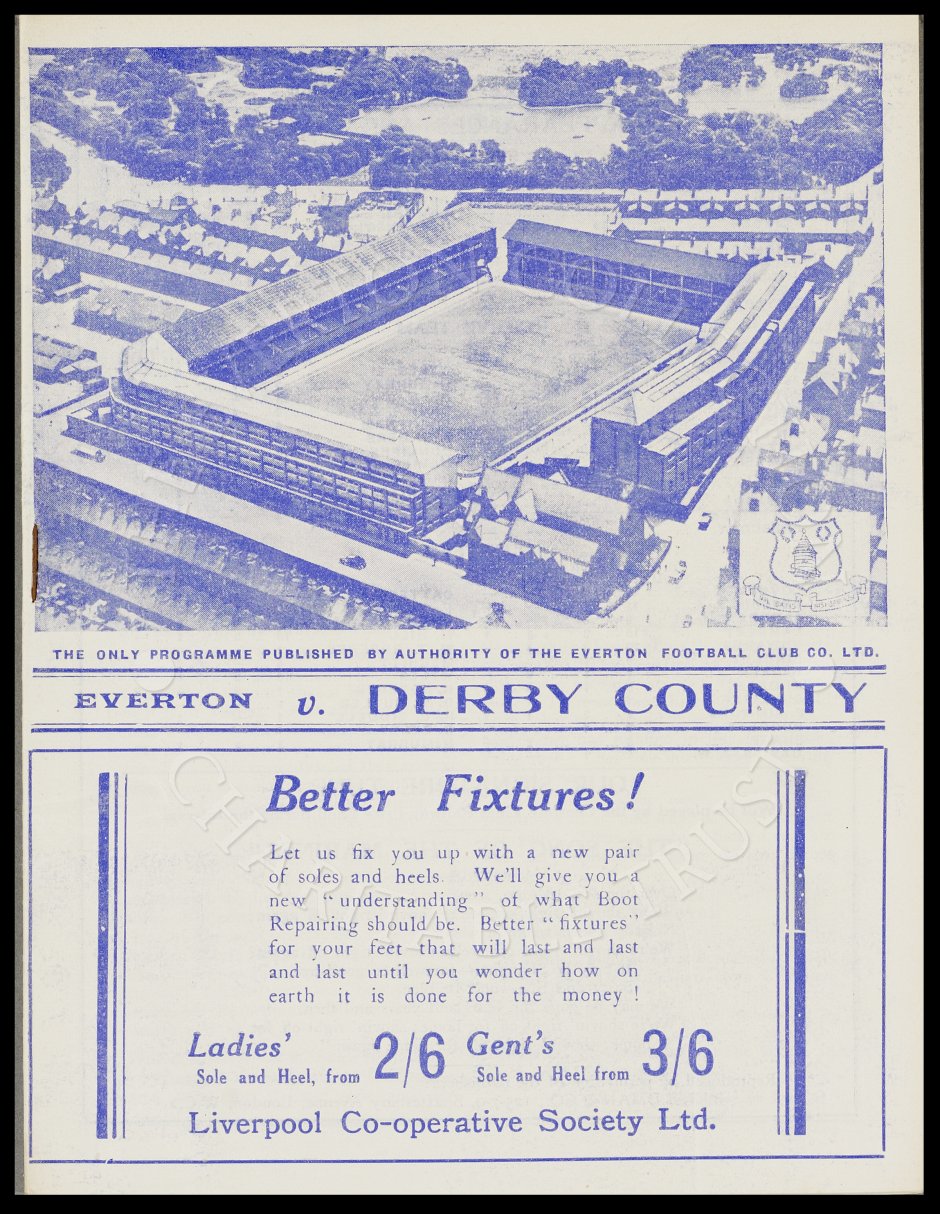 THE ONLY PROGRAMME PUBLISHED BY AUTHORITY OF THE EVERTON FOOTBALL CLUB CO. LTD.
EVERTON v. DERBY COUNTY
Better Fixtures!
Let us fix you up with a new pair
of soles and heels. We'll give you a
new "understanding" of what Boot
Repairing should be. Better "fixtures"
for your feet that will last and last
and last until you wonder how on
earth it is done for the money!
Ladies' 2/6 Gent's 3/6
Sole and Heel, from Sole and Heel from
Liverpool Co-operative Society Ltd.
CHARITABLE TRUST